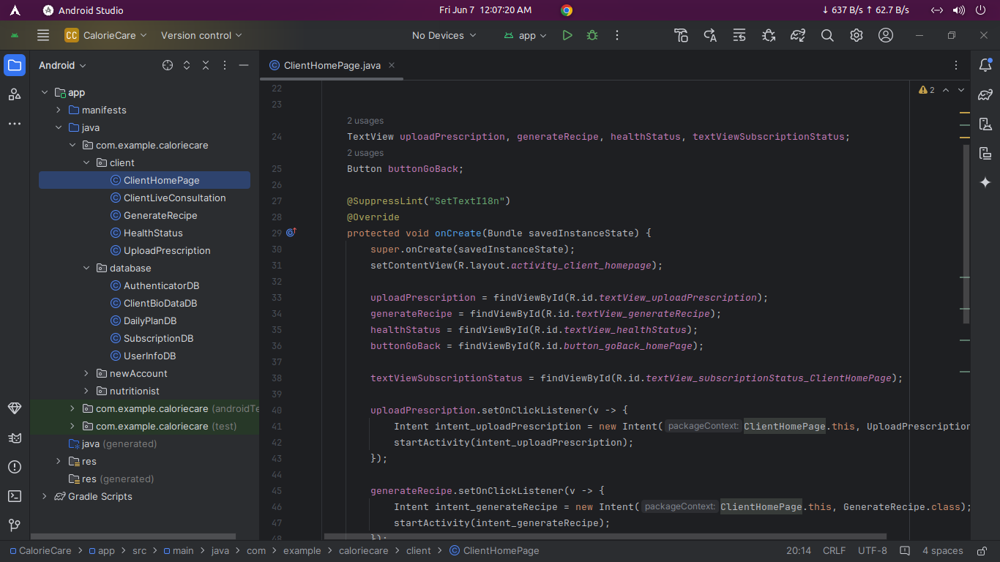 Android Studio
Fri Jun 7 12:07:20 AM
↓ 637 B/s ↑ 62.7 B/s
CC CalorieCare
Version control
No Devices
app
Android
app
manifests
java
com.example.caloriecare
client
ClientHomePage
ClientLiveConsultation
GenerateRecipe
HealthStatus
UploadPrescription
database
AuthenticatorDB
ClientBioDataDB
DailyPlanDB
SubscriptionDB
UserInfoDB
newAccount
nutritionist
com.example.caloriecare (androidTe
com.example.caloriecare (test)
java (generated)
res
res (generated)
Gradle Scripts
ClientHomePage.java
2
22
23
2 usages
24 TextView uploadPrescription, generateRecipe, healthStatus, textViewSubscriptionStatus;
2 usages
25 Button buttonGoBack;
26
27 @SuppressLint("SetTextI18n")
28 @Override
29 protected void onCreate(Bundle savedInstanceState) {
30 super.onCreate(savedInstanceState);
31 setContentView(R.layout.activity_client_homepage);
32
33 uploadPrescription = findViewById(R.id.textView_uploadPrescription);
34 generateRecipe = findViewById(R.id.textView_generateRecipe);
35 healthStatus = findViewById(R.id.textView_healthStatus);
36 buttonGoBack = findViewById(R.id.button_goBack_homePage);
37
38 textViewSubscriptionStatus = findViewById(R.id.textView_subscriptionStatus_ClientHomePage);
39
40 uploadPrescription.setOnClickListener(v -> {
41 Intent intent_uploadPrescription = new Intent( packageContext: ClientHomePage.this, UploadPrescription
42 startActivity(intent_uploadPrescription);
43 });
44
45 generateRecipe.setOnClickListener(v -> {
46 Intent intent_generateRecipe = new Intent( packageContext: ClientHomePage.this, GenerateRecipe.class);
47 startActivity(intent_generateRecipe);
48 });
CalorieCare > app > src > main > java > com > example > caloriecare > client > ClientHomePage
20:14 CRLF UTF-8 4 spaces